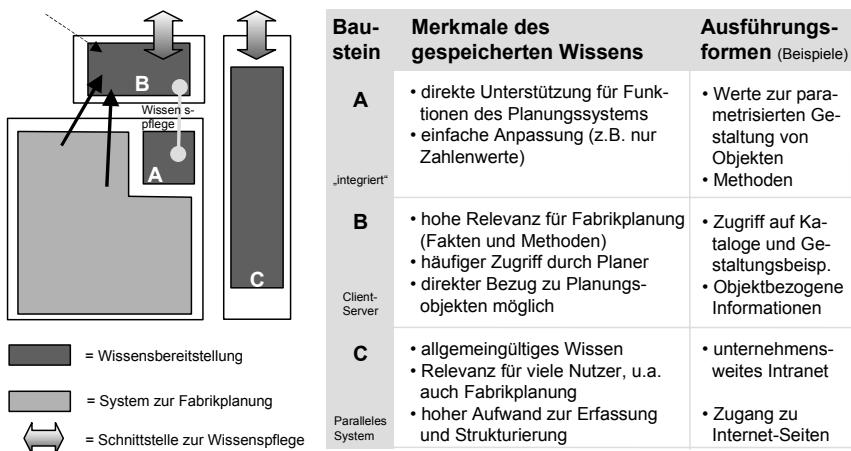 B
Wissen s-
pflege
A
C
= Wissensbereitstellung
= System zur Fabrikplanung
= Schnittstelle zur Wissenspflege
Bau-
stein
Merkmale des
gespeicherten Wissens
Ausführungs-
formen (Beispiele)
A
„integriert“
• direkte Unterstützung für Funk-
tionen des Planungssystems
• einfache Anpassung (z.B. nur
Zahlenwerte)
• Werte zur para-
metrisierten Ge-
staltung von
Objekten
• Methoden
B
Client-
Server
• hohe Relevanz für Fabrikplanung
(Fakten und Methoden)
• häufiger Zugriff durch Planer
• direkter Bezug zu Planungs-
objekten möglich
• Zugriff auf Ka-
taloge und Ge-
staltungsbeisp.
• Objektbezogene
Informationen
C
Paralleles
System
• allgemeingültiges Wissen
• Relevanz für viele Nutzer, u.a.
auch Fabrikplanung
• hoher Aufwand zur Erfassung
und Strukturierung
• unternehmens-
weites Intranet
• Zugang zu
Internet-Seiten